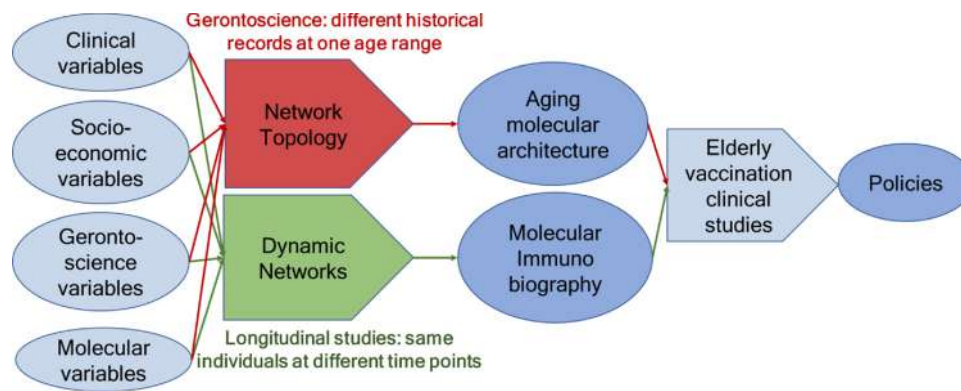 Gerontoscience: different historical
records at one age range
Clinical
variables
Socio-
economic
variables
Geronto-
science
variables
Molecular variables
Network
Topology
Dynamic
Networks
Longitudinal studies: same
individuals at different time points
Aging
molecular
architecture
Molecular
Immuno
biography
Elderly
vaccination
clinical
studies
Policies